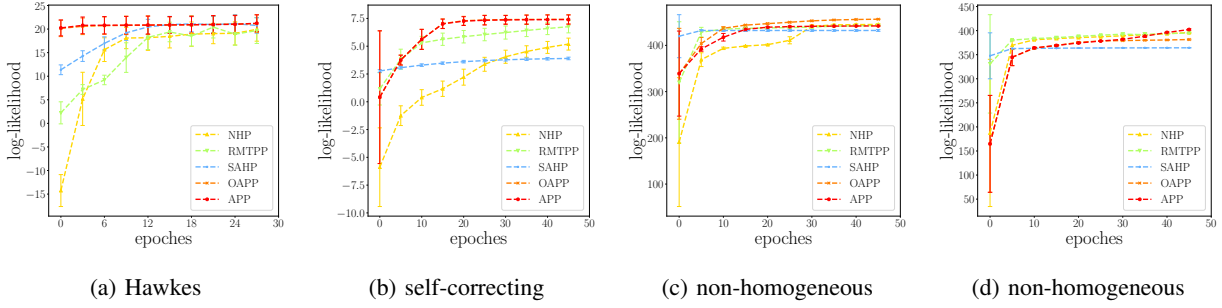 log-likelihood
25
20
15
10
5
0
−5
−10
−15
0
6
12
18
24
30
epoches
NHP
RMTPP
SAHP
OAPP
APP
(a) Hawkes
log-likelihood
7.5
5.0
2.5
0.0
−2.5
−5.0
−7.5
−10.0
0
10
20
30
40
50
epoches
NHP
RMTPP
SAHP
OAPP
APP
(b) self-correcting
log-likelihood
400
300
200
100
0
10
20
30
40
50
epoches
NHP
RMTPP
SAHP
OAPP
APP
(c) non-homogeneous
log-likelihood
450
400
350
300
250
200
150
100
50
0
10
20
30
40
50
epoches
NHP
RMTPP
SAHP
OAPP
APP
(d) non-homogeneous